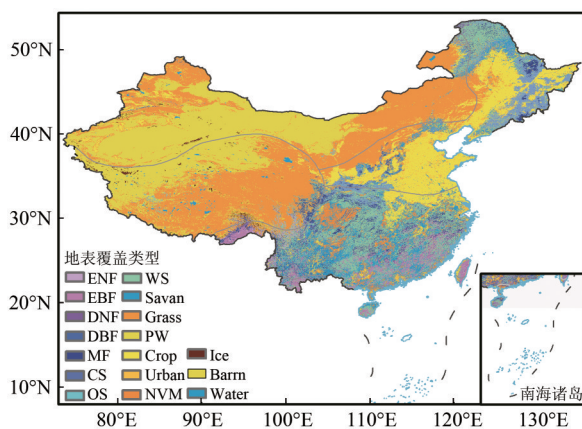 50°N
40°N
30°N
20°N
10°N
地表覆盖类型
ENF WS
EBF Savan
DNF Grass
DBF PW
MF Crop Ice
CS Urban Barrn
OS NVM Water
南海诸岛
80°E 90°E 100°E 110°E 120°E 130°E